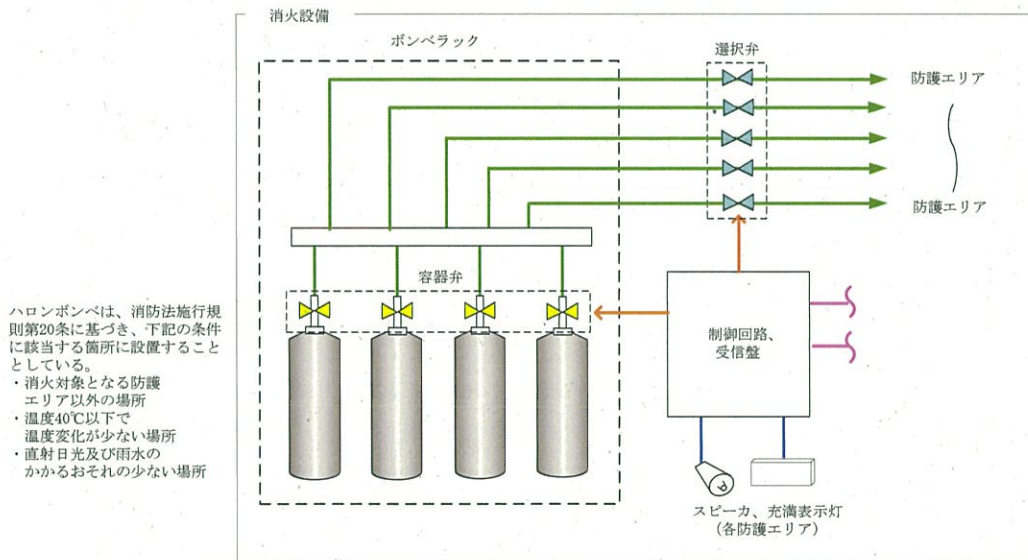 消火設備
ボンベラック
選択弁
防護エリア
防護エリア
容器弁
制御回路、
受信盤
スピーカ、充満表示灯
(各防護エリア)
ハロンボンベは、消防法施行規
則第20条に基づき、下記の条件
に該当する箇所に設置すること
としている。
・消火対象となる防護
エリア以外の場所
・温度40℃以下で
温度変化が少ない場所
・直射日光及び雨水の
かかるおそれの少ない場所